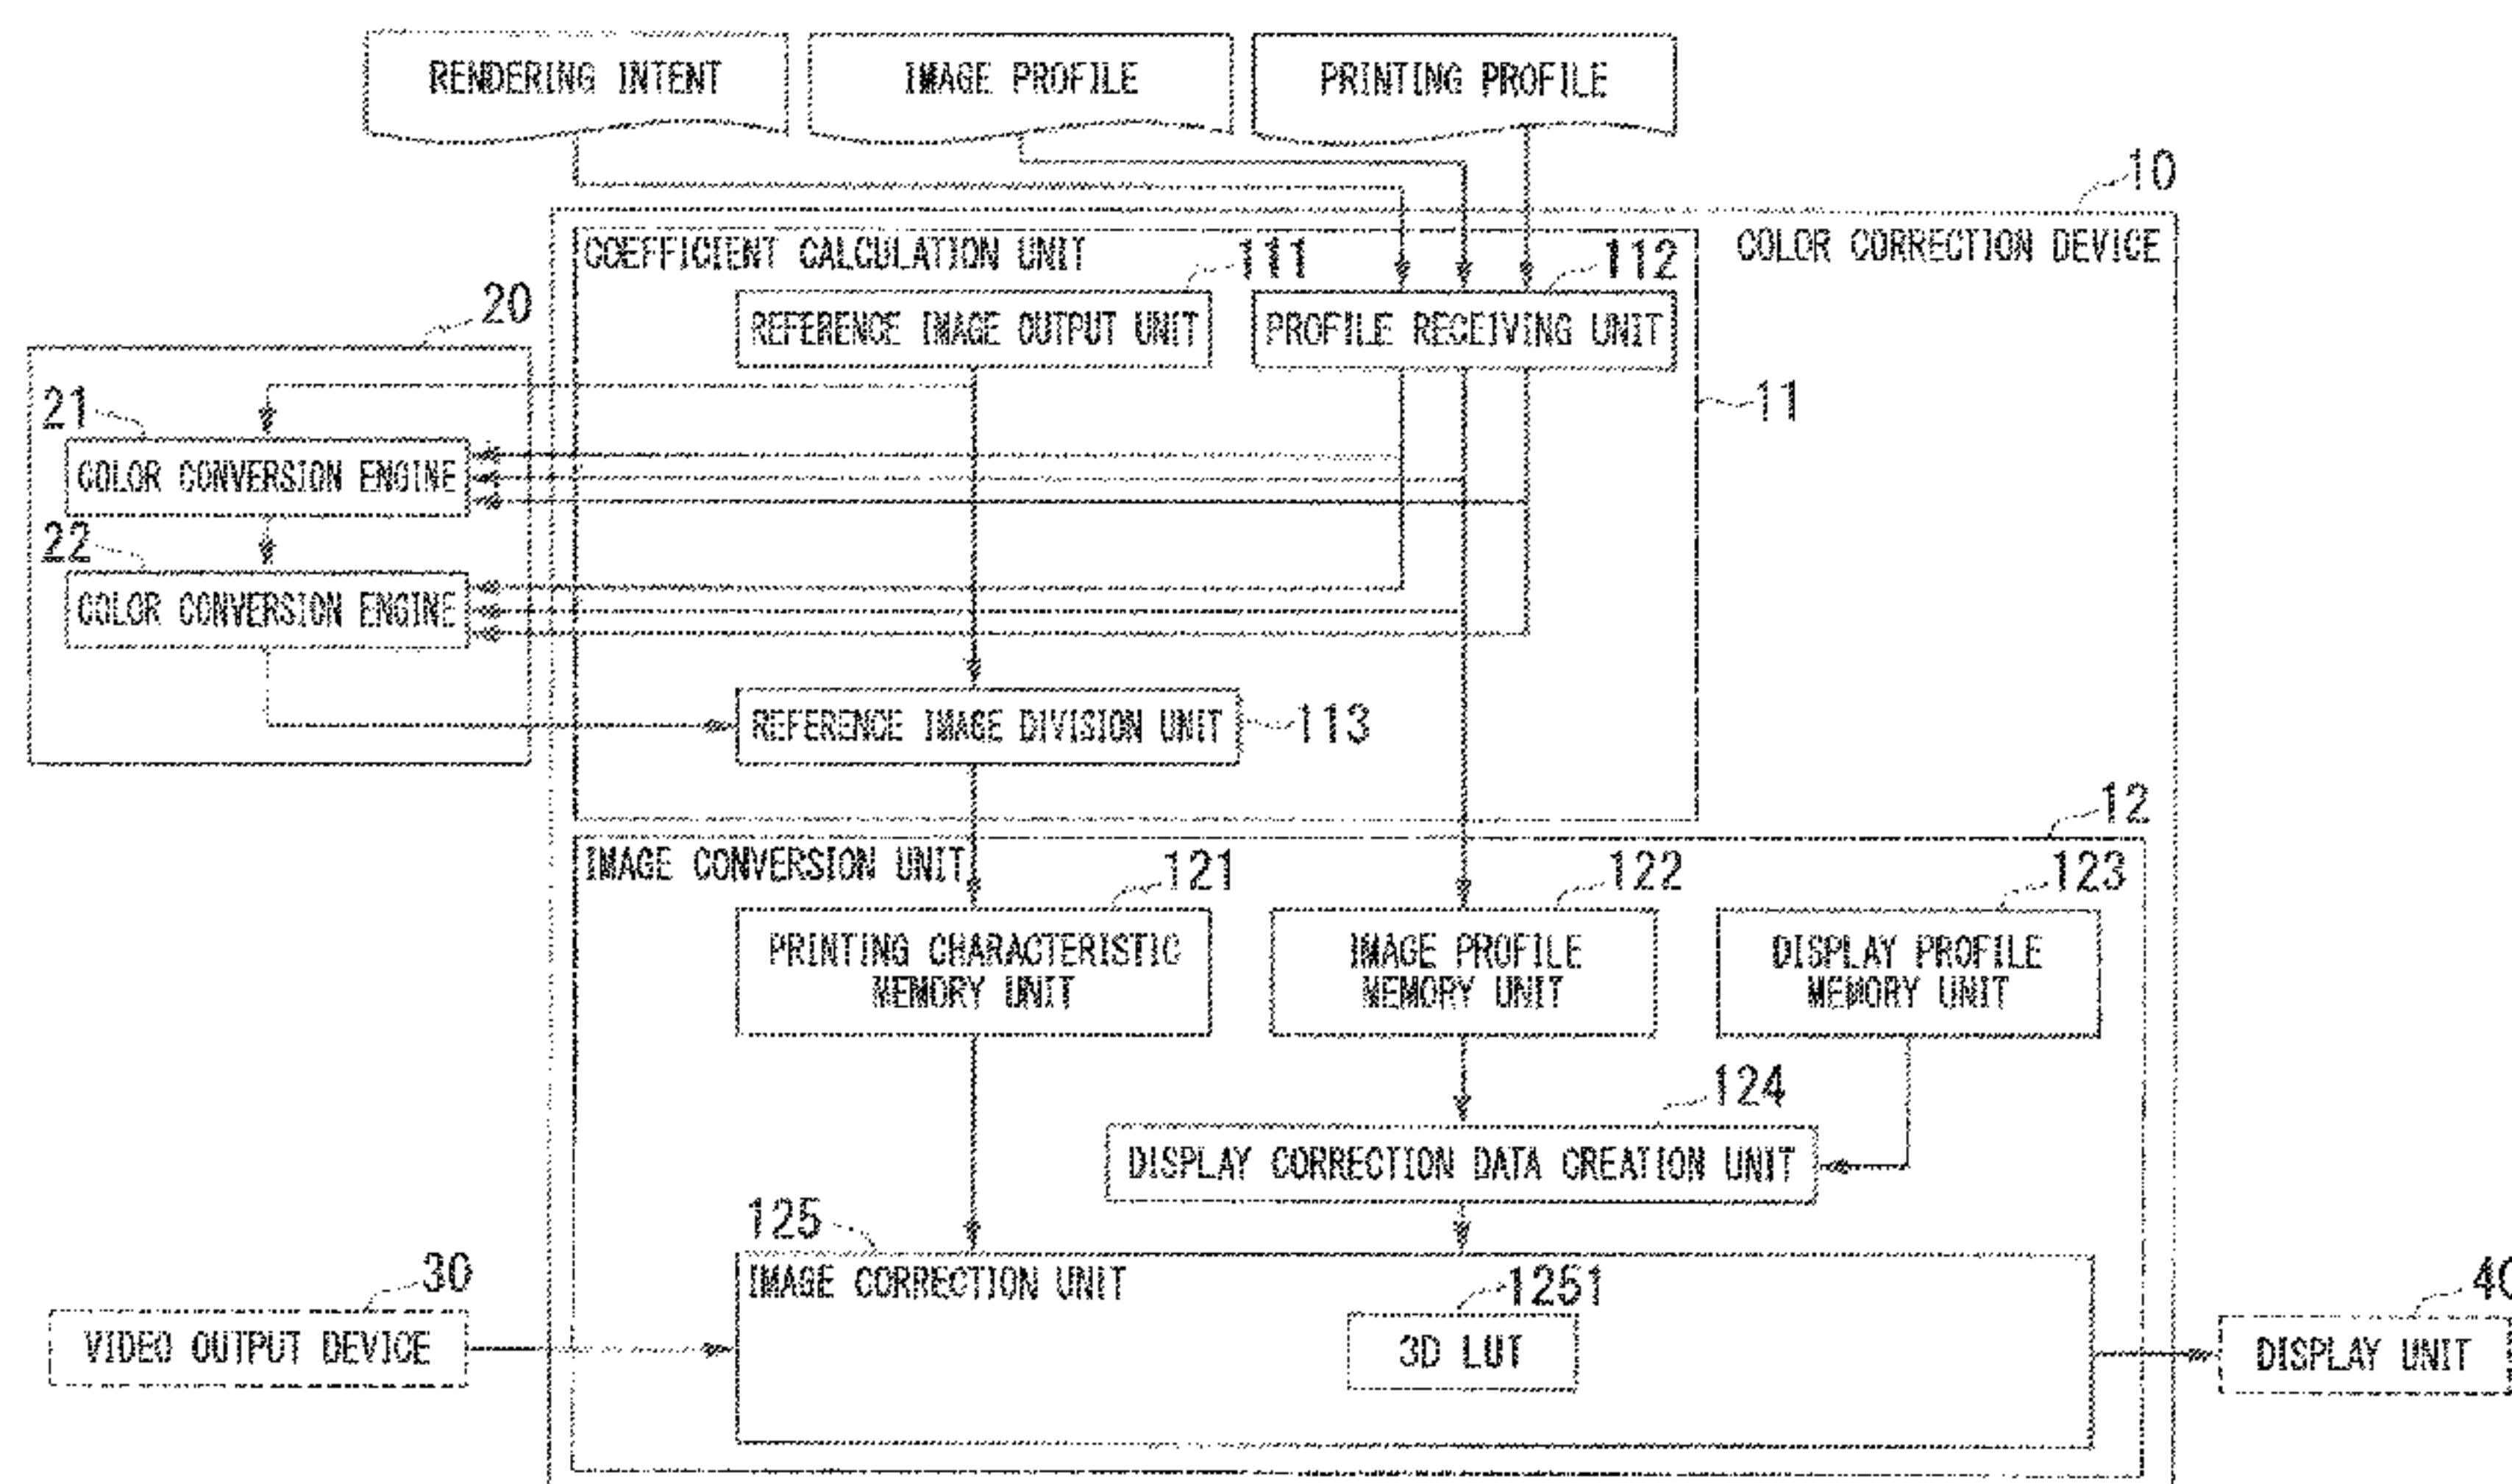 RENDERING INTENT
IMAGE PROFILE
PRINTING PROFILE
10
COLOR CORRECTION DEVICE
COEFFICIENT CALCULATION UNIT
111
112
REFERENCE IMAGE OUTPUT UNIT
PROFILE RECEIVING UNIT
20
11
21
COLOR CONVERSION ENGINE
22
COLOR CONVERSION ENGINE
REFERENCE IMAGE DIVISION UNIT
113
12
IMAGE CONVERSION UNIT
121
122
123
PRINTING CHARACTERISTIC
MEMORY UNIT
IMAGE PROFILE
MEMORY UNIT
DISPLAY PROFILE
MEMORY UNIT
124
DISPLAY CORRECTION DATA CREATION UNIT
125
IMAGE CORRECTION UNIT
1251
3D LUT
30
VIDEO OUTPUT DEVICE
40
DISPLAY UNIT